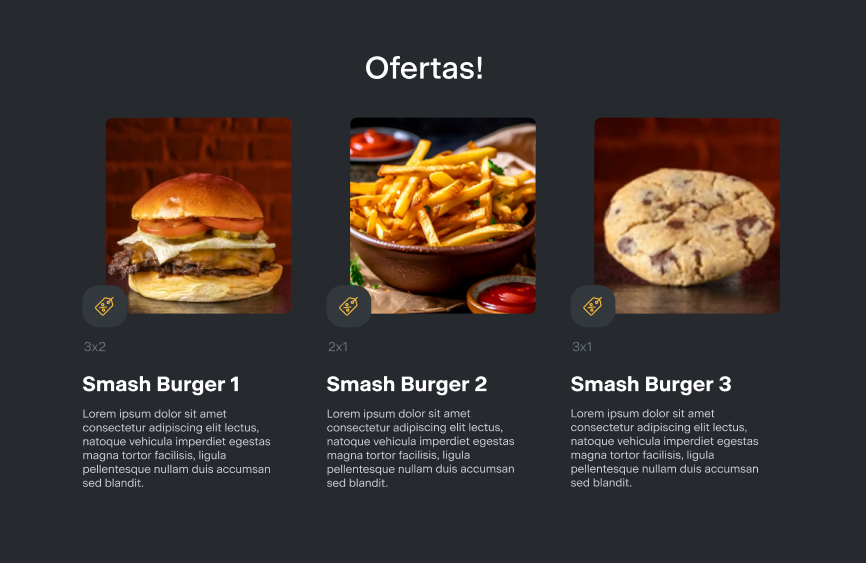 Ofertas!
3x2
Smash Burger 1
Lorem ipsum dolor sit amet
consectetur adipiscing elit lectus,
natoque vehicula imperdiet egestas
magna tortor facilisis, ligula
pellentesque nullam duis accumsan
sed blandit.
2x1
Smash Burger 2
Lorem ipsum dolor sit amet
consectetur adipiscing elit lectus,
natoque vehicula imperdiet egestas
magna tortor facilisis, ligula
pellentesque nullam duis accumsan
sed blandit.
3x1
Smash Burger 3
Lorem ipsum dolor sit amet
consectetur adipiscing elit lectus,
natoque vehicula imperdiet egestas
magna tortor facilisis, ligula
pellentesque nullam duis accumsan
sed blandit.